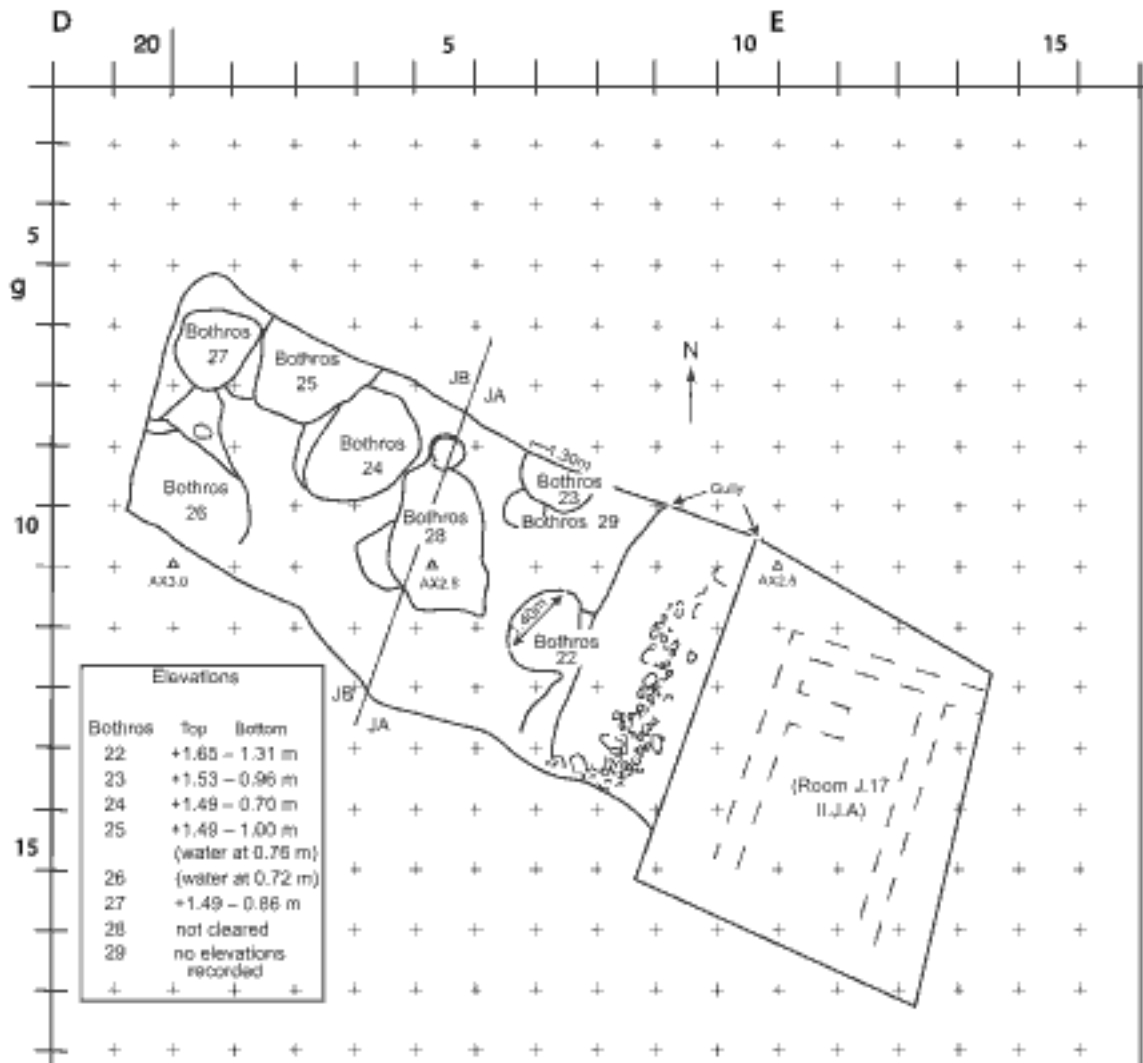 D
E
20
5
10
15
5
g
10
15
N
Bothros
27
Bothros
25
Bothros
24
JB
JA
1.30m
Bothros
23
Bothros 29
Gully
Bothros
26
Bothros
28
AX3.0
.40m
Bothros
22
JB
JA
(Room J.17
II.J.A)
Elevations
Bothros Top Bottom
22 +1.65 – 1.31 m
23 +1.53 – 0.96 m
24 +1.49 – 0.70 m
25 +1.49 – 1.00 m
(water at 0.76 m)
26 (water at 0.72 m)
27 +1.49 – 0.86 m
28 not cleared
29 no elevations
recorded